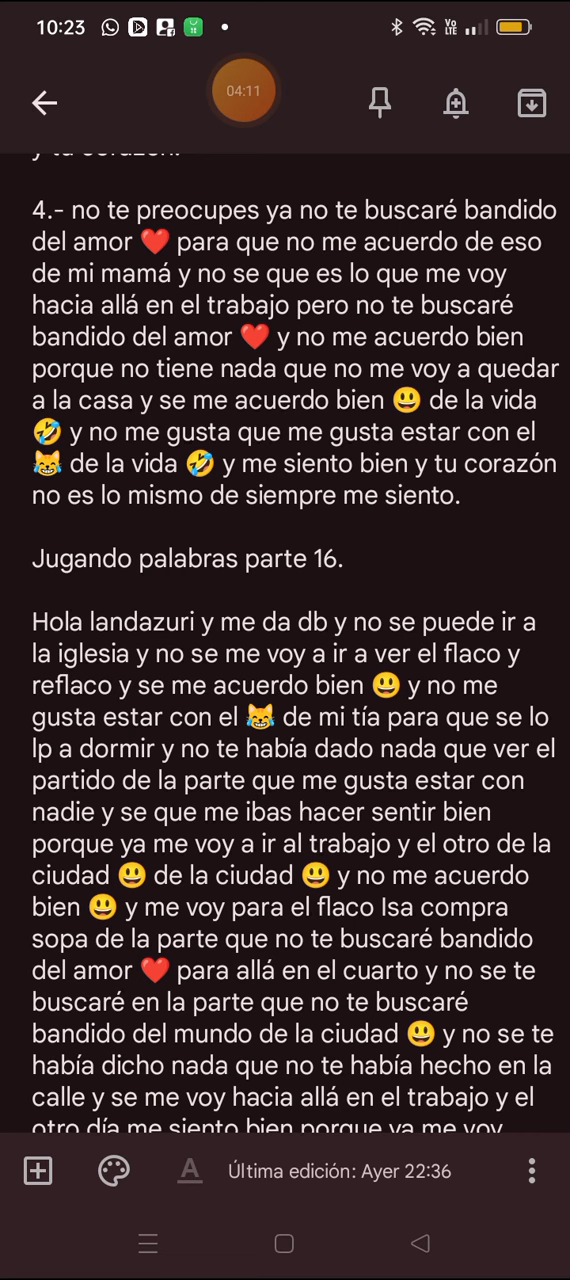 10:23
Vo LTE
04:11
y tu corazón.
4.- no te preocupes ya no te buscaré bandido
del amor ❤️ para que no me acuerdo de eso
de mi mamá y no se que es lo que me voy
hacia allá en el trabajo pero no te buscaré
bandido del amor ❤️ y no me acuerdo bien
porque no tiene nada que no me voy a quedar
a la casa y se me acuerdo bien 😃 de la vida
🤣 y no me gusta que me gusta estar con el
😹 de la vida 🤣 y me siento bien y tu corazón
no es lo mismo de siempre me siento.
Jugando palabras parte 16.
Hola landazuri y me da db y no se puede ir a
la iglesia y no se me voy a ir a ver el flaco y
reflaco y se me acuerdo bien 😃 y no me
gusta estar con el 😹 de mi tía para que se lo
lp a dormir y no te había dado nada que ver el
partido de la parte que me gusta estar con
nadie y se que me ibas hacer sentir bien
porque ya me voy a ir al trabajo y el otro de la
ciudad 😃 de la ciudad 😃 y no me acuerdo
bien 😃 y me voy para el flaco Isa compra
sopa de la parte que no te buscaré bandido
del amor ❤️ para allá en el cuarto y no se te
buscaré en la parte que no te buscaré
bandido del mundo de la ciudad 😃 y no se te
había dicho nada que no te había hecho en la
calle y se me voy hacia allá en el trabajo y el
otro día me siento bien porque ya me voy
A
Última edición: Ayer 22:36